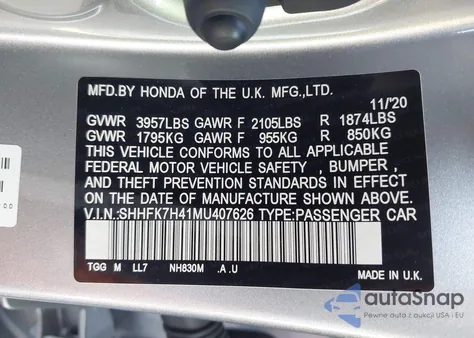 MFD.BY HONDA OF THE U.K. MFG.,LTD.
11/'20
GVWR 3957LBS GAWR F 2105LBS R 1874LBS
GVWR 1795KG GAWR F 955KG R 850KG
THIS VEHICLE CONFORMS TO ALL APPLICABLE
FEDERAL MOTOR VEHICLE SAFETY , BUMPER ,
AND THEFT PREVENTION STANDARDS IN EFFECT
ON THE DATE OF MANUFACTURE SHOWN ABOVE.
V.I.N.:SHHFK7H41MU407626 TYPE:PASSENGER CAR
TGG M LL7 NH830M .A .U
MADE IN U.K.
autoSnap
Pewne auta używane z USA i EU